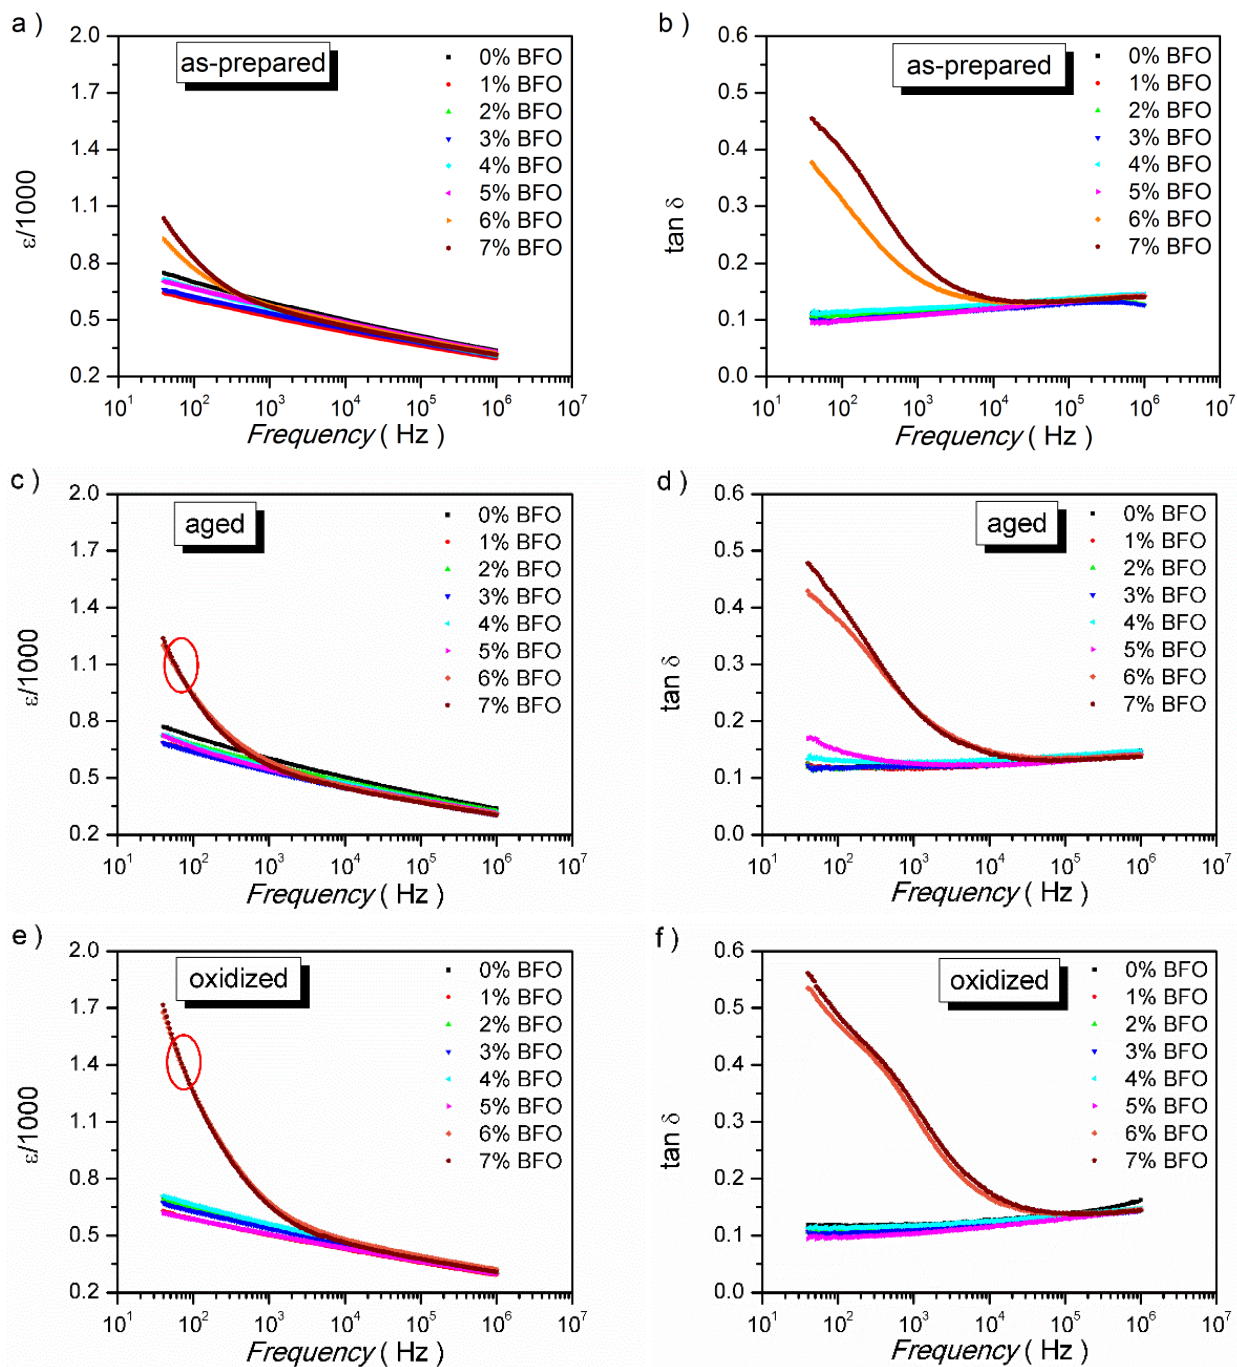 a )
as-prepared
0% BFO
1% BFO
2% BFO
3% BFO
4% BFO
5% BFO
6% BFO
7% BFO
2.0
1.7
1.4
1.1
0.8
0.5
0.2
ε/1000
10¹ 10² 10³ 10⁴ 10⁵ 10⁶ 10⁷
Frequency ( Hz )
b )
as-prepared
0% BFO
1% BFO
2% BFO
3% BFO
4% BFO
5% BFO
6% BFO
7% BFO
0.6
0.5
0.4
0.3
0.2
0.1
0.0
tan δ
10¹ 10² 10³ 10⁴ 10⁵ 10⁶ 10⁷
Frequency ( Hz )
c )
aged
0% BFO
1% BFO
2% BFO
3% BFO
4% BFO
5% BFO
6% BFO
7% BFO
2.0
1.7
1.4
1.1
0.8
0.5
0.2
ε/1000
10¹ 10² 10³ 10⁴ 10⁵ 10⁶ 10⁷
Frequency ( Hz )
d )
aged
0% BFO
1% BFO
2% BFO
3% BFO
4% BFO
5% BFO
6% BFO
7% BFO
0.6
0.5
0.4
0.3
0.2
0.1
0.0
tan δ
10¹ 10² 10³ 10⁴ 10⁵ 10⁶ 10⁷
Frequency ( Hz )
e )
oxidized
0% BFO
1% BFO
2% BFO
3% BFO
4% BFO
5% BFO
6% BFO
7% BFO
2.0
1.7
1.4
1.1
0.8
0.5
0.2
ε/1000
10¹ 10² 10³ 10⁴ 10⁵ 10⁶ 10⁷
Frequency ( Hz )
f )
oxidized
0% BFO
1% BFO
2% BFO
3% BFO
4% BFO
5% BFO
6% BFO
7% BFO
0.6
0.5
0.4
0.3
0.2
0.1
0.0
tan δ
10¹ 10² 10³ 10⁴ 10⁵ 10⁶ 10⁷
Frequency ( Hz )